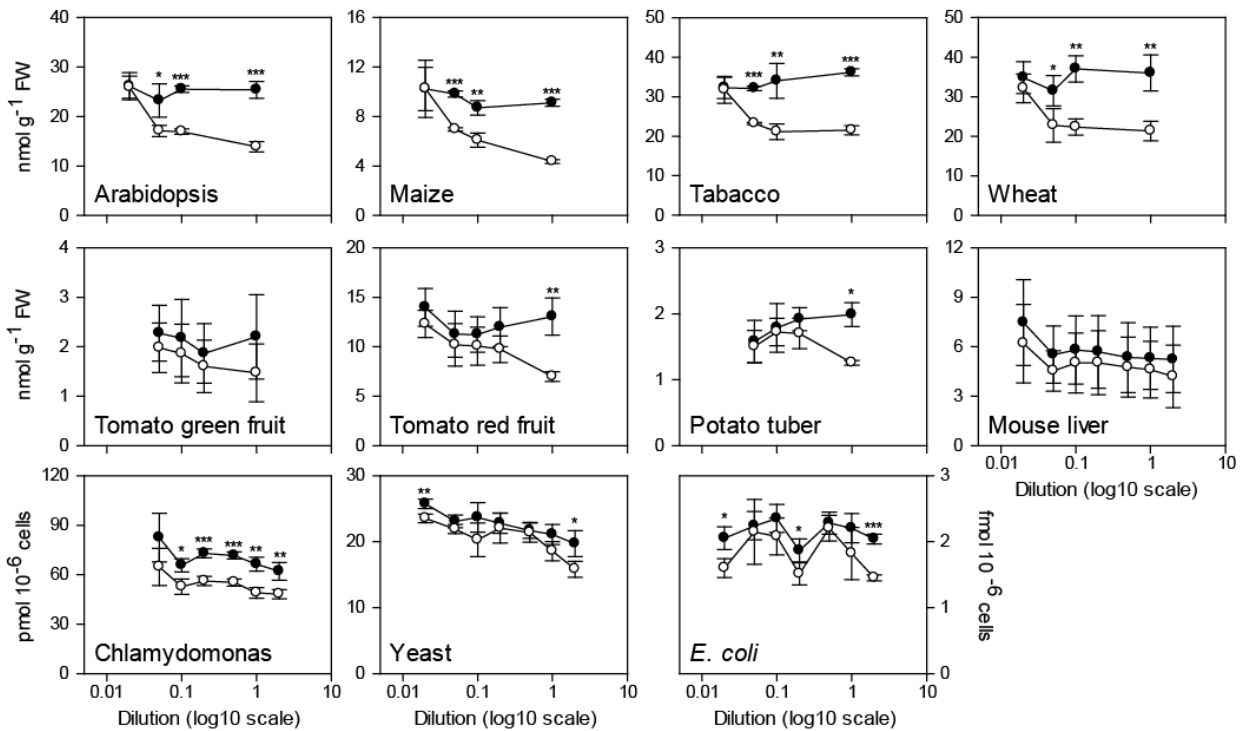 nmol g-1 FW
40
30
20
10
0
* *** ***
Arabidopsis
16
12
8
4
0
*** ** ***
Maize
50
40
30
20
10
0
*** ** ***
Tabacco
50
40
30
20
10
0
* ** **
Wheat
nmol g-1 FW
4
3
2
1
0
Tomato green fruit
20
15
10
5
0
**
Tomato red fruit
3
2
1
0
*
Potato tuber
12
9
6
3
0
Mouse liver
0.01 0.1 1 10
Dilution (log10 scale)
pmol 10-6 cells
120
90
60
30
0
* *** *** ** **
Chlamydomonas
0.01 0.1 1 10
Dilution (log10 scale)
30
20
10
0
** *
Yeast
0.01 0.1 1 10
Dilution (log10 scale)
* * ***
E. coli
0.01 0.1 1 10
Dilution (log10 scale)
3
2
1
0
fmol 10 -6 cells